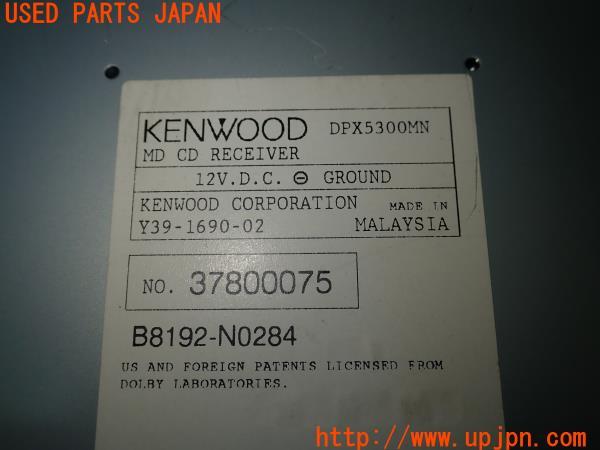 USED PARTS JAPAN
KENWOOD DPX5300MN
MD CD RECEIVER
12V.D.C. ⊖ GROUND
KENWOOD CORPORATION MADE IN
Y39-1690-02 MALAYSIA
NO. 37800075
B8192-N0284
US AND FOREIGN PATENTS LICENSED FROM
DOLBY LABORATORIES.
http://www.upjpn.com/